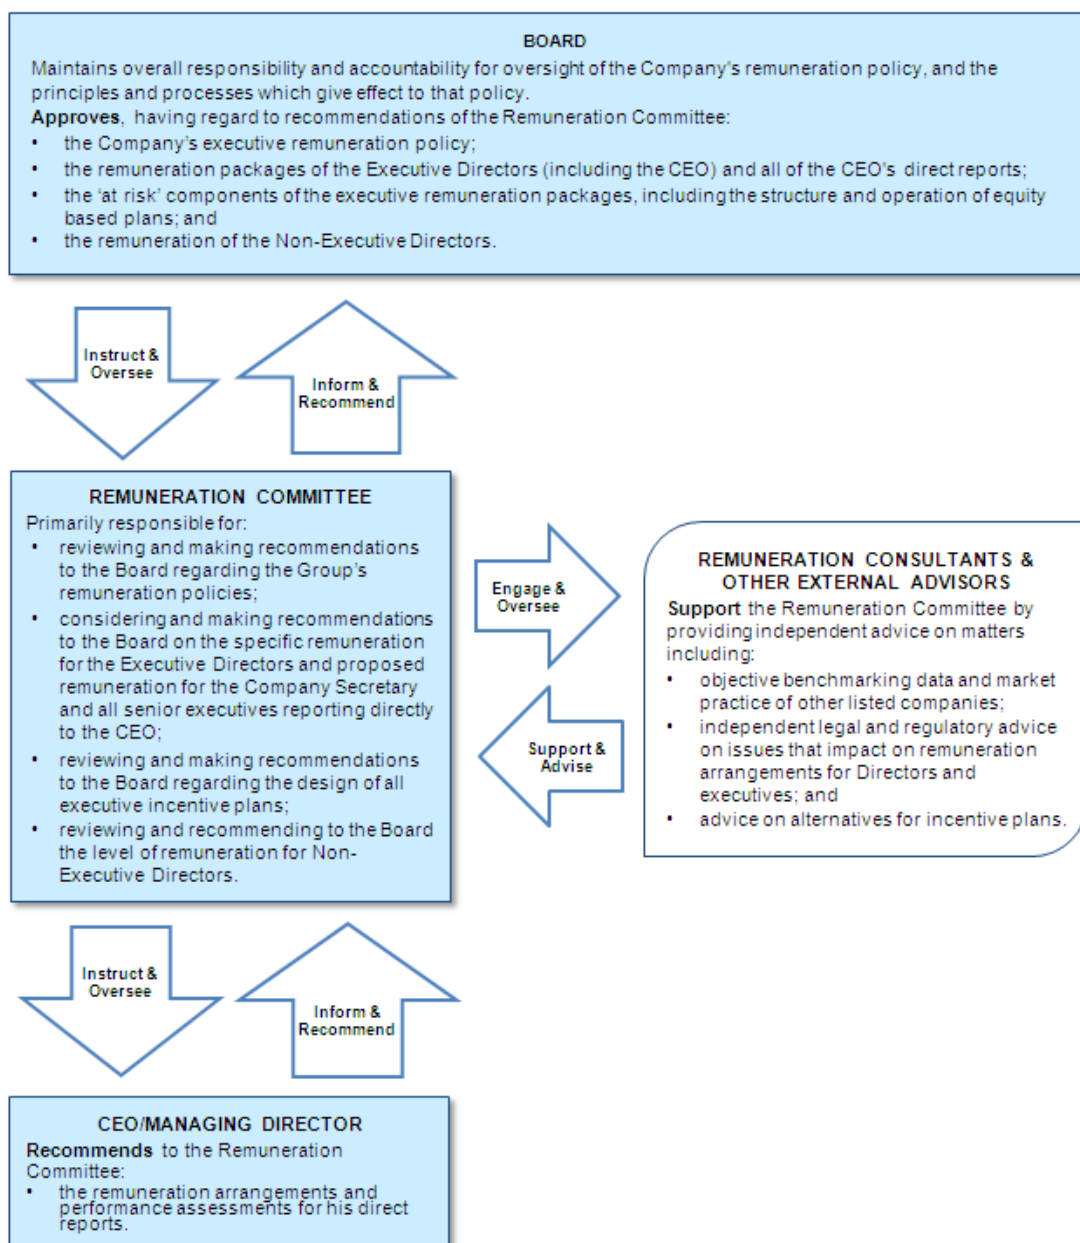 BOARD
Maintains overall responsibility and accountability for oversight of the Company's remuneration policy, and the
principles and processes which give effect to that policy.
Approves, having regard to recommendations of the Remuneration Committee:
• the Company's executive remuneration policy;
• the remuneration packages of the Executive Directors (including the CEO) and all of the CEO's direct reports;
• the 'at risk' components of the executive remuneration packages, including the structure and operation of equity
based plans; and
• the remuneration of the Non-Executive Directors.
Instruct &
Oversee
Inform &
Recommend
REMUNERATION COMMITTEE
Primarily responsible for:
• reviewing and making recommendations
to the Board regarding the Group's
remuneration policies;
• considering and making recommendations
to the Board on the specific remuneration
for the Executive Directors and proposed
remuneration for the Company Secretary
and all senior executives reporting directly
to the CEO;
• reviewing and making recommendations
to the Board regarding the design of all
executive incentive plans;
• reviewing and recommending to the Board
the level of remuneration for Non-
Executive Directors.
Engage &
Oversee
Support &
Advise
REMUNERATION CONSULTANTS &
OTHER EXTERNAL ADVISORS
Support the Remuneration Committee by
providing independent advice on matters
including:
• objective benchmarking data and market
practice of other listed companies;
• independent legal and regulatory advice
on issues that impact on remuneration
arrangements for Directors and
executives; and
• advice on alternatives for incentive plans.
Instruct &
Oversee
Inform &
Recommend
CEO/MANAGING DIRECTOR
Recommends to the Remuneration
Committee:
• the remuneration arrangements and
performance assessments for his direct
reports.